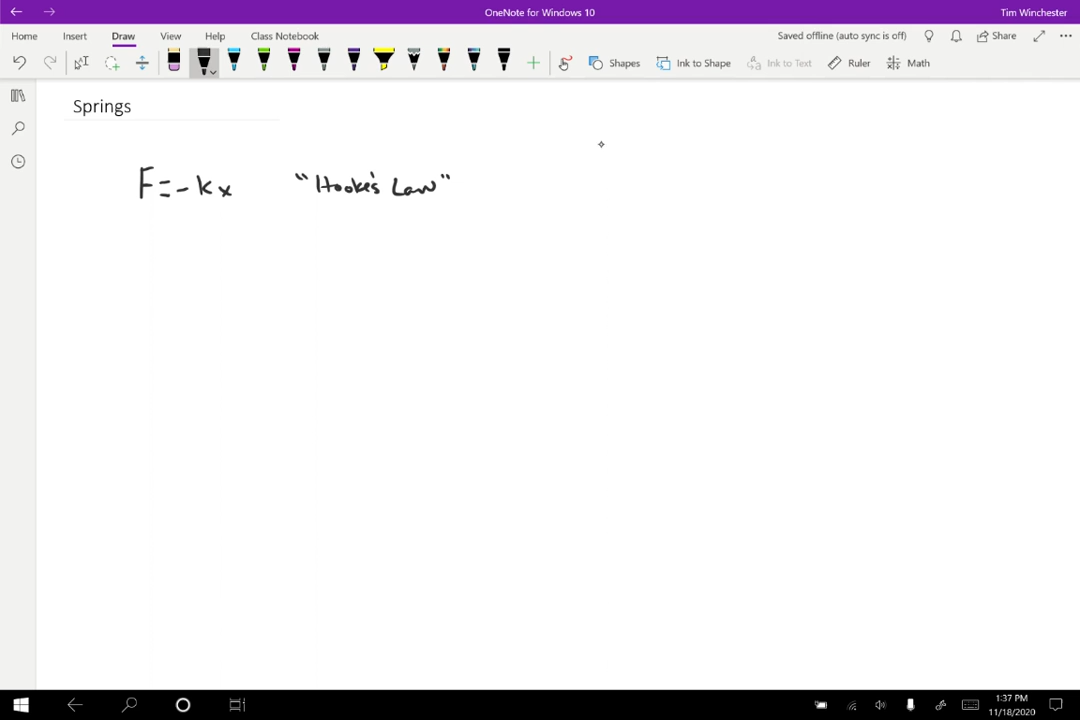 OneNote for Windows 10
Tim Winchester
Home Insert Draw View Help Class Notebook
Saved offline (auto sync is off) Share
Shapes Ink to Shape Ink to Text Ruler Math
Springs
F=-kx "Hooke's Law"
1:37 PM
11/18/2020